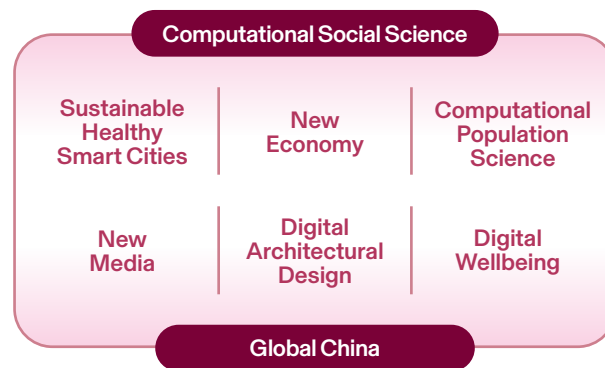 Computational Social Science
Sustainable
Healthy
Smart Cities
New
Economy
Computational
Population
Science
New
Media
Digital
Architectural
Design
Digital
Wellbeing
Global China